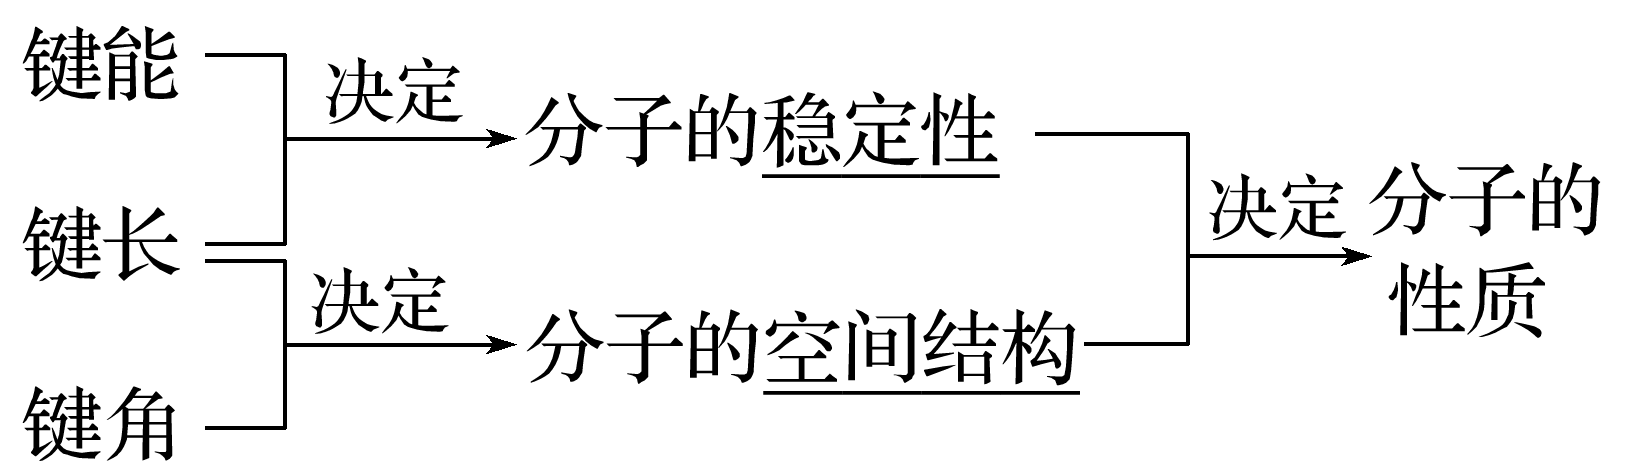 键能
决定
分子的稳定性
键长
决定
分子的空间结构
键角
决定
分子的
性质